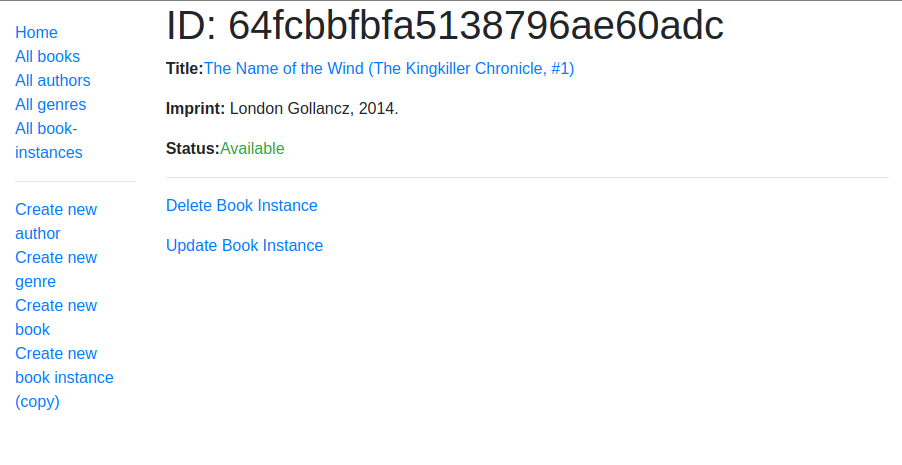 Home
All books
All authors
All genres
All book-
instances
Create new
author
Create new
genre
Create new
book
Create new
book instance
(copy)
ID: 64fcbbfbfa5138796ae60adc
Title:The Name of the Wind (The Kingkiller Chronicle, #1)
Imprint: London Gollancz, 2014.
Status:Available
Delete Book Instance
Update Book Instance